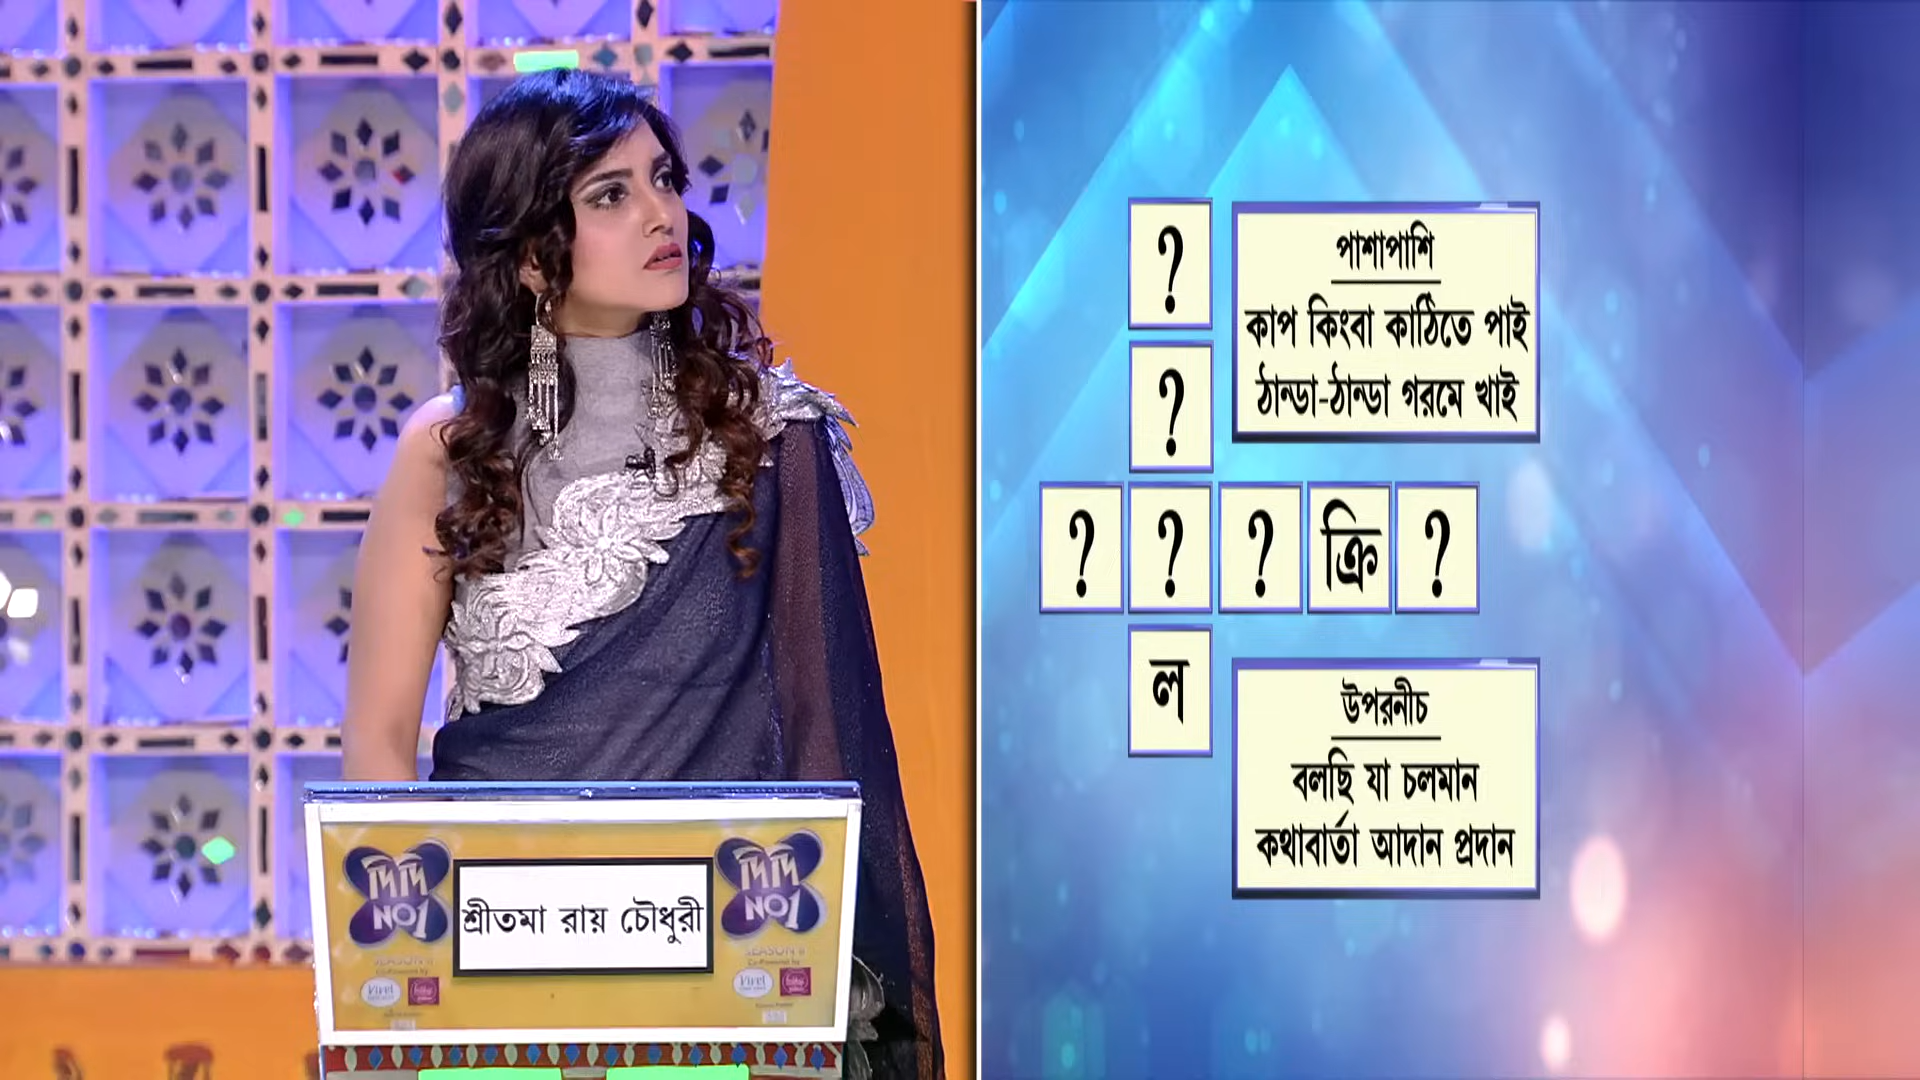 ?
পাশাপাশি
কাপ কিংবা কাঠিতে পাই
ঠান্ডা-ঠান্ডা গরমে খাই
?
? ? ? ক্রি ?
ল
উপরনীচ
বলছি যা চলমান
কথাবার্তা আদান প্রদান
দিদি
NO1
শ্রীতমা রায় চৌধুরী
দিদি
NO1